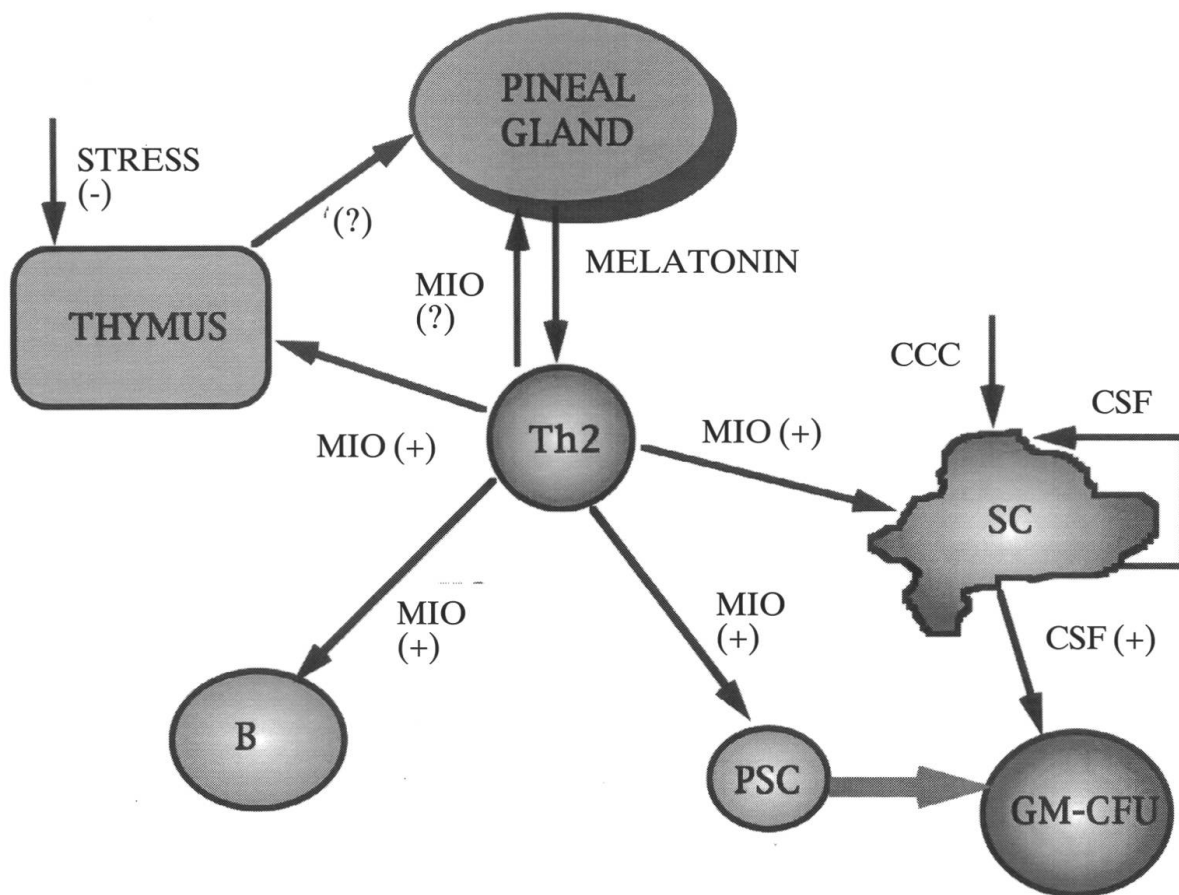 PINEAL
GLAND
STRESS
(-)
(?)
THYMUS
MIO
(?)
MELATONIN
CCC
CSF
MIO (+)
Th2
MIO (+)
SC
MIO
(+)
MIO
(+)
CSF (+)
B
PSC
GM-CFU